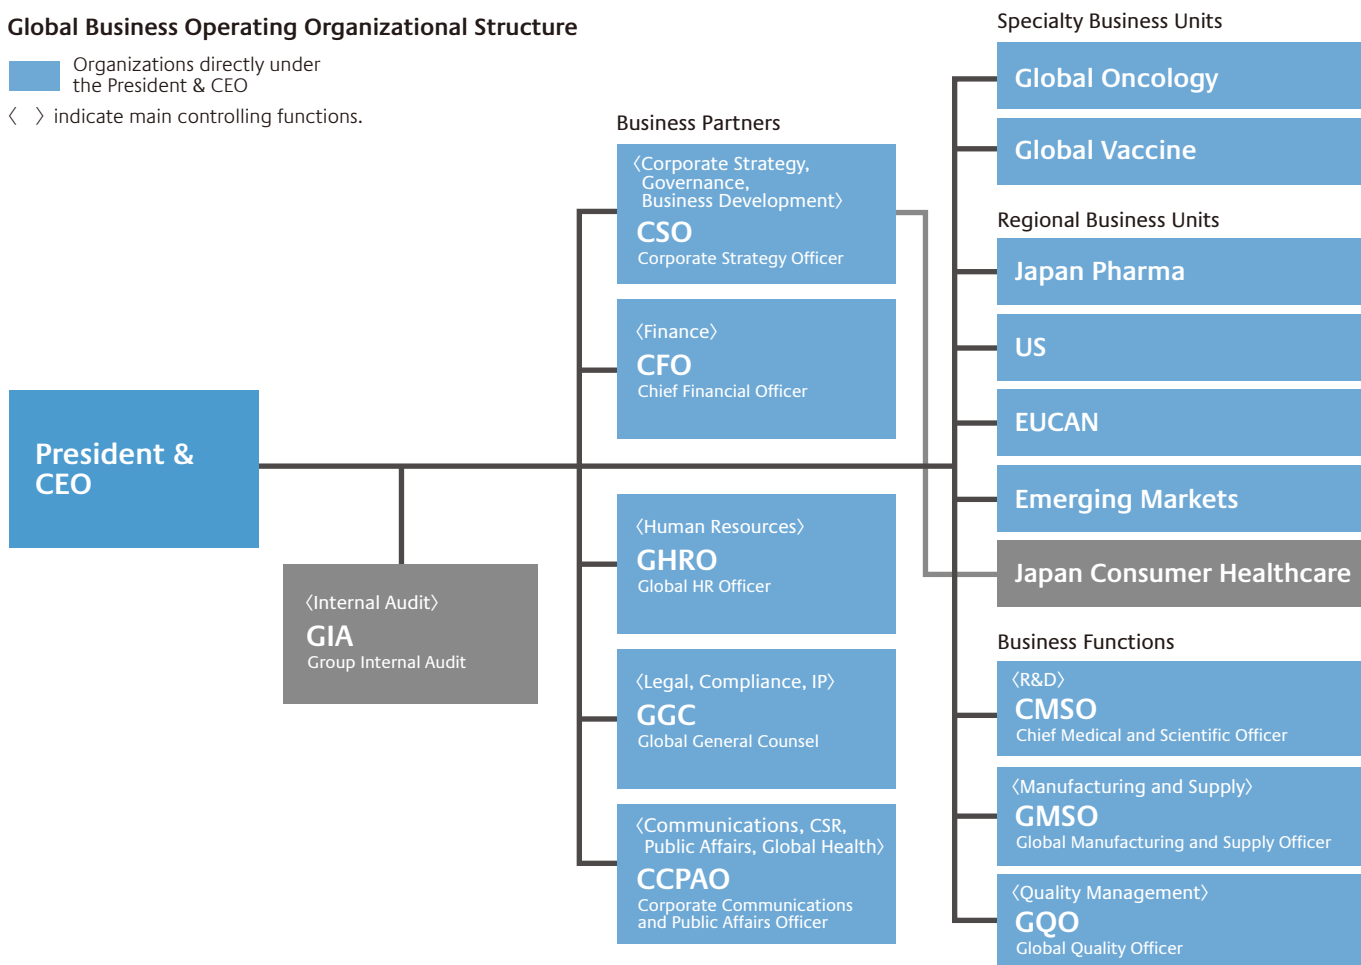 Global Business Operating Organizational Structure
Organizations directly under
the President & CEO
〈 〉 indicate main controlling functions.
President &
CEO
〈Internal Audit〉
GIA
Group Internal Audit
Business Partners
〈Corporate Strategy,
Governance,
Business Development〉
CSO
Corporate Strategy Officer
〈Finance〉
CFO
Chief Financial Officer
〈Human Resources〉
GHRO
Global HR Officer
〈Legal, Compliance, IP〉
GGC
Global General Counsel
〈Communications, CSR,
Public Affairs, Global Health〉
CCPAO
Corporate Communications
and Public Affairs Officer
Specialty Business Units
Global Oncology
Global Vaccine
Regional Business Units
Japan Pharma
US
EUCAN
Emerging Markets
Japan Consumer Healthcare
Business Functions
〈R&D〉
CMSO
Chief Medical and Scientific Officer
〈Manufacturing and Supply〉
GMSO
Global Manufacturing and Supply Officer
〈Quality Management〉
GQO
Global Quality Officer